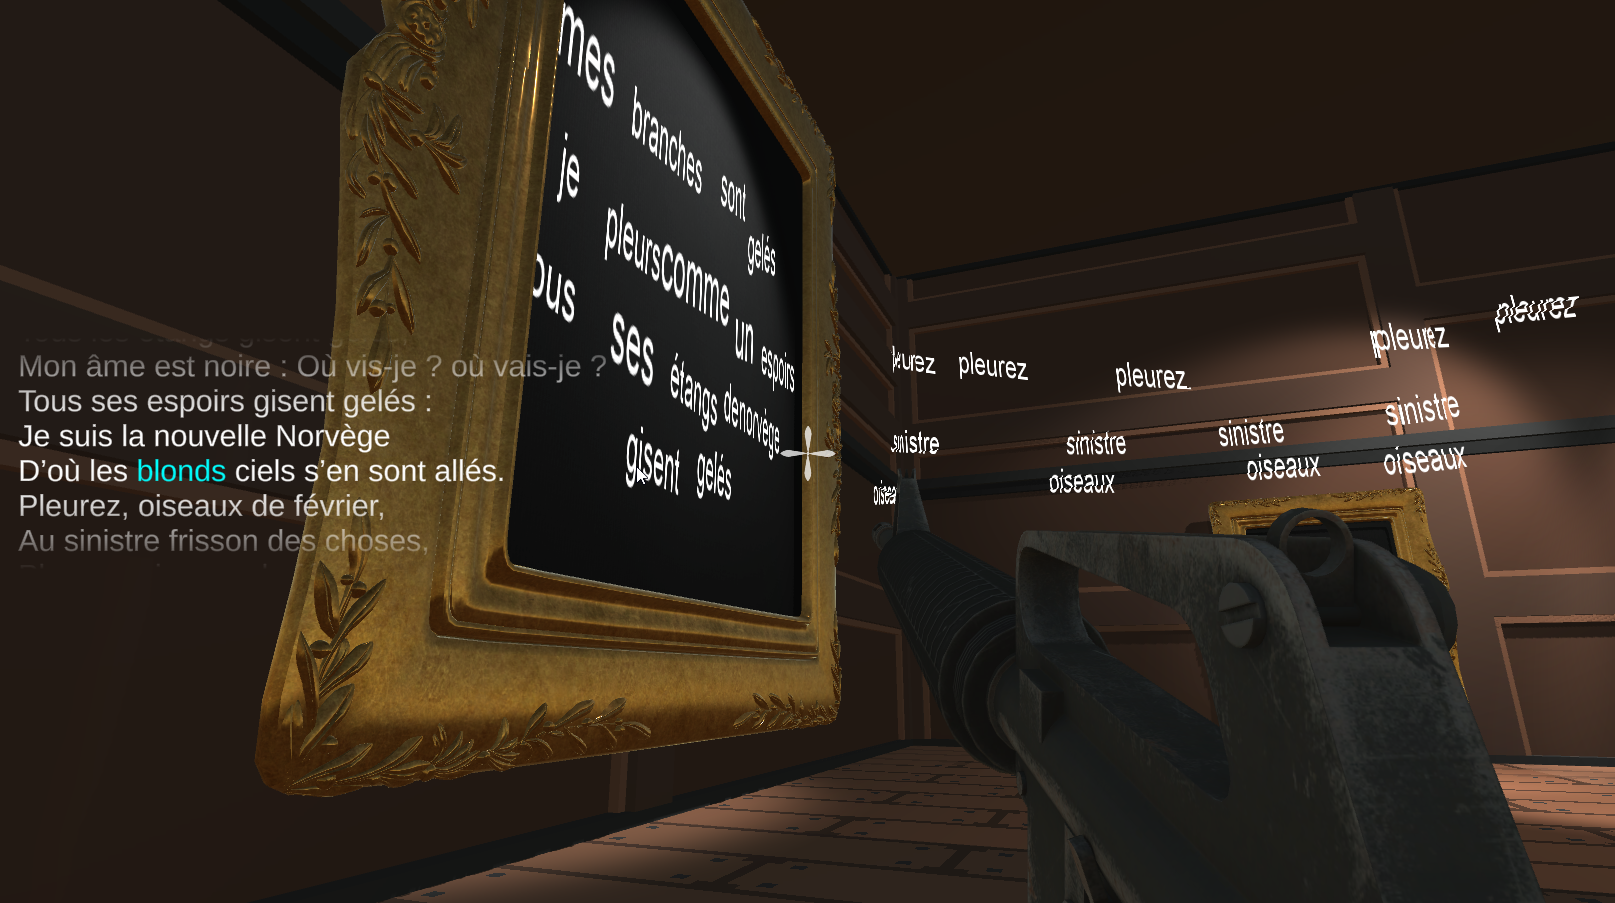 Mon âme est noire : Où vis-je ? où vais-je ?
Tous ses espoirs gisent gelés :
Je suis la nouvelle Norvège
D’où les blonds ciels s’en sont allés.
Pleurez, oiseaux de février,
Au sinistre frisson des choses,
mes branches sont gelés
je pleurscomme un espoirs
ous ses étangs denorvège
gisent gelés
pleurez pleurez pleurez pleurez
sinistre sinistre sinistre sinistre
oisea oiseaux oiseaux oiseaux